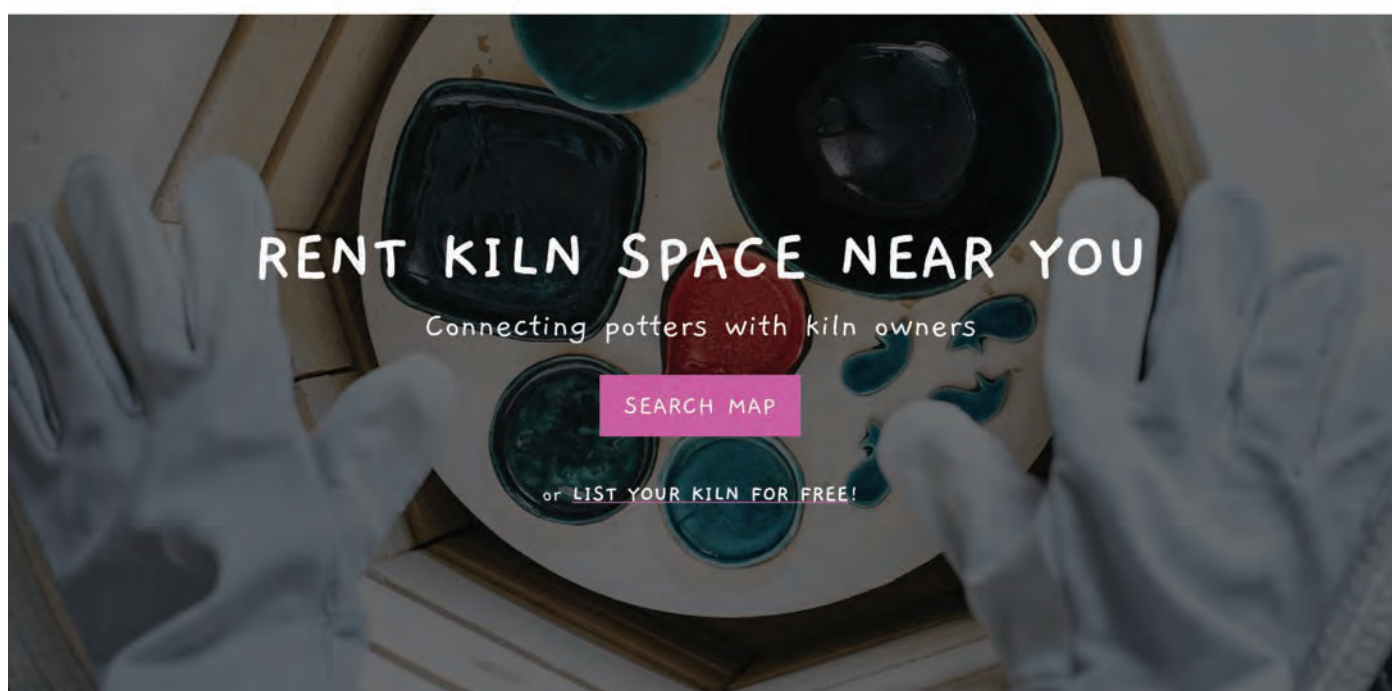 RENT KILN SPACE NEAR YOU
Connecting potters with kiln owners
SEARCH MAP
or LIST YOUR KILN FOR FREE!